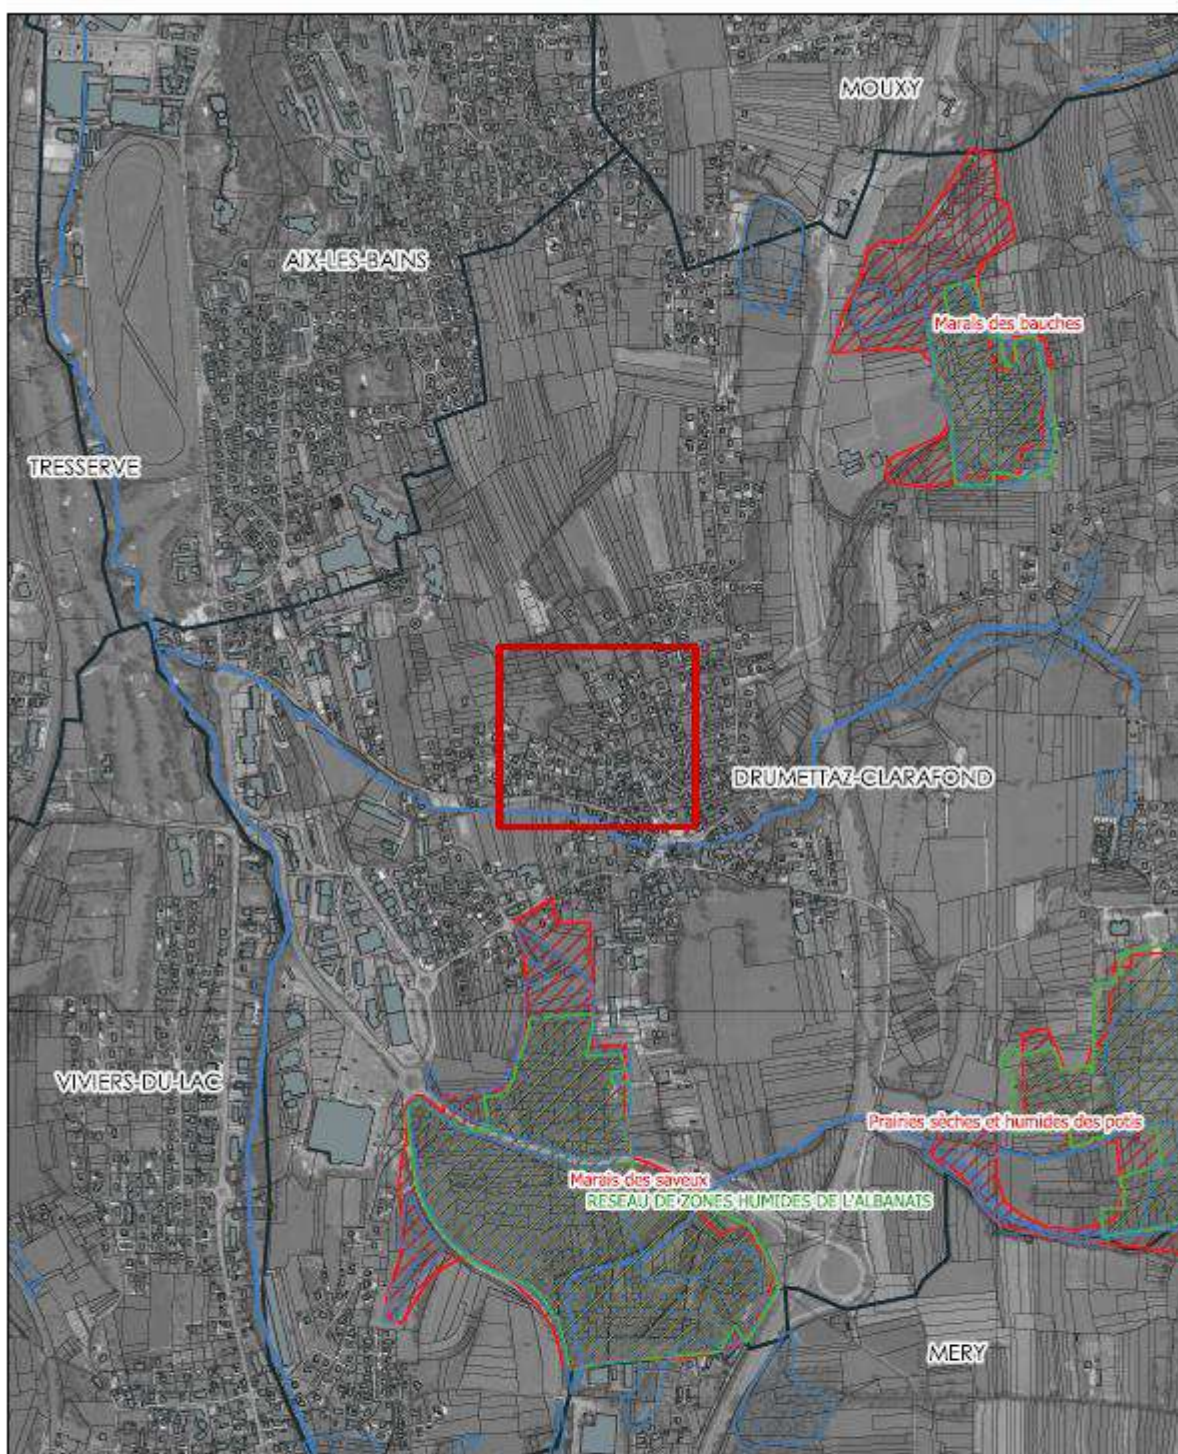 MOUXY
AIX-LES-BAINS
Marais des bauches
TRESSERVE
DRUMETTAZ-CLARAFOND
VIVIERS-DU-LAC
Prairies sèches et humides des potis
Marais des saveux
RESEAU DE ZONES HUMIDES DE L'ALBANAIS
MERY